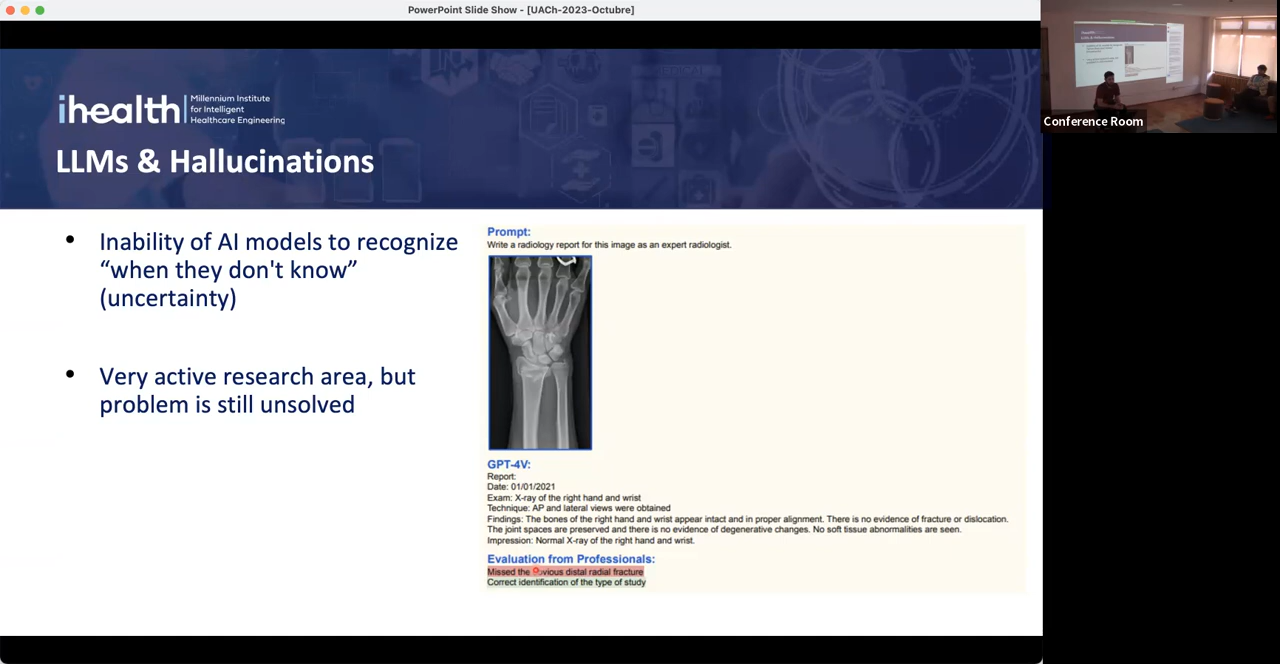 PowerPoint Slide Show - [UACh-2023-Octubre]
ihealth
Millennium Institute
for Intelligent
Healthcare Engineering
LLMs & Hallucinations
• Inability of AI models to recognize
“when they don't know”
(uncertainty)
• Very active research area, but
problem is still unsolved
Prompt:
Write a radiology report for this image as an expert radiologist.
GPT-4V:
Report:
Date: 01/01/2021
Exam: X-ray of the right hand and wrist
Technique: AP and lateral views were obtained
Findings: The bones of the right hand and wrist appear intact and in proper alignment. There is no evidence of fracture or dislocation.
The joint spaces are preserved and there is no evidence of degenerative changes. No soft tissue abnormalities are seen.
Impression: Normal X-ray of the right hand and wrist.
Evaluation from Professionals:
Missed the obvious distal radial fracture
Correct identification of the type of study
Conference Room
LLMs & Hallucinations